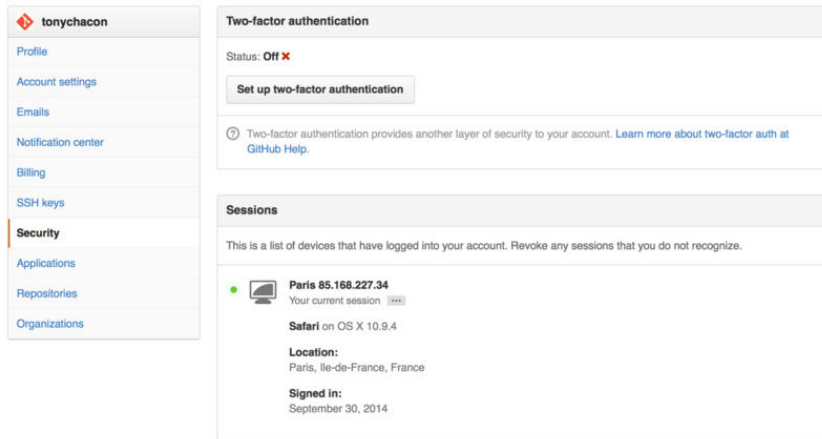 tonychacon
Profile
Account settings
Emails
Notification center
Billing
SSH keys
Security
Applications
Repositories
Organizations
Two-factor authentication
Status: Off
Set up two-factor authentication
Two-factor authentication provides another layer of security to your account. Learn more about two-factor auth at
GitHub Help.
Sessions
This is a list of devices that have logged into your account. Revoke any sessions that you do not recognize.
Paris 85.168.227.34
Your current session ...
Safari on OS X 10.9.4
Location:
Paris, Ile-de-France, France
Signed in:
September 30, 2014